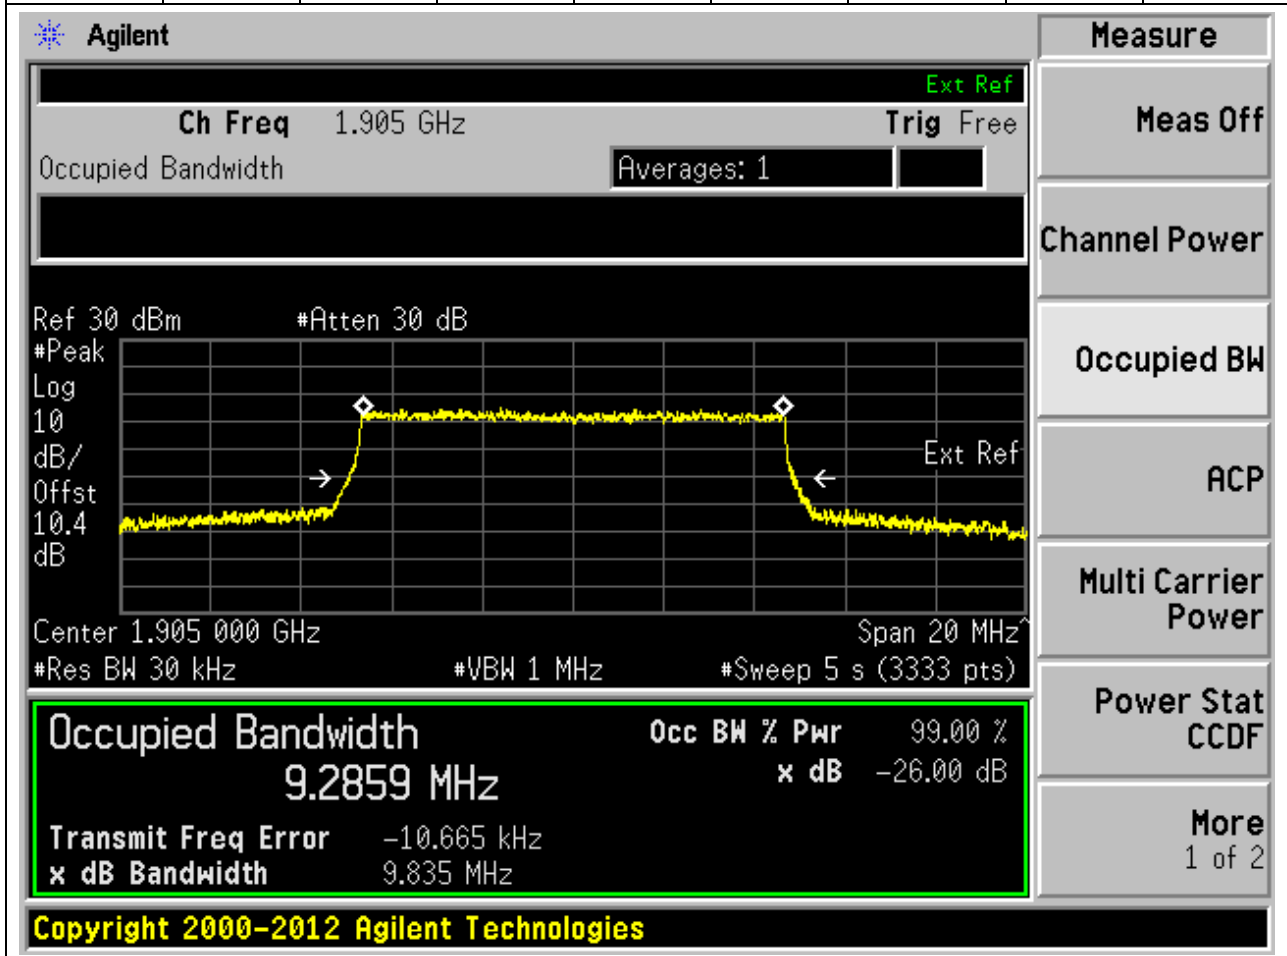 Agilent
Measure
Ext Ref
Ch Freq 1.905 GHz Trig Free
Meas Off
Occupied Bandwidth Averages: 1
Channel Power
Ref 30 dBm #Atten 30 dB
#Peak
Log
10
dB/
Offst
10.4
dB
Ext Ref
Occupied BW
ACP
Center 1.905 000 GHz Span 20 MHz^
#Res BW 30 kHz #VBW 1 MHz #Sweep 5 s (3333 pts)
Multi Carrier
Power
Occupied Bandwidth Occ BW % Pwr 99.00 %
9.2859 MHz x dB -26.00 dB
Transmit Freq Error -10.665 kHz
x dB Bandwidth 9.835 MHz
Power Stat
CCDF
More
1 of 2
Copyright 2000-2012 Agilent Technologies